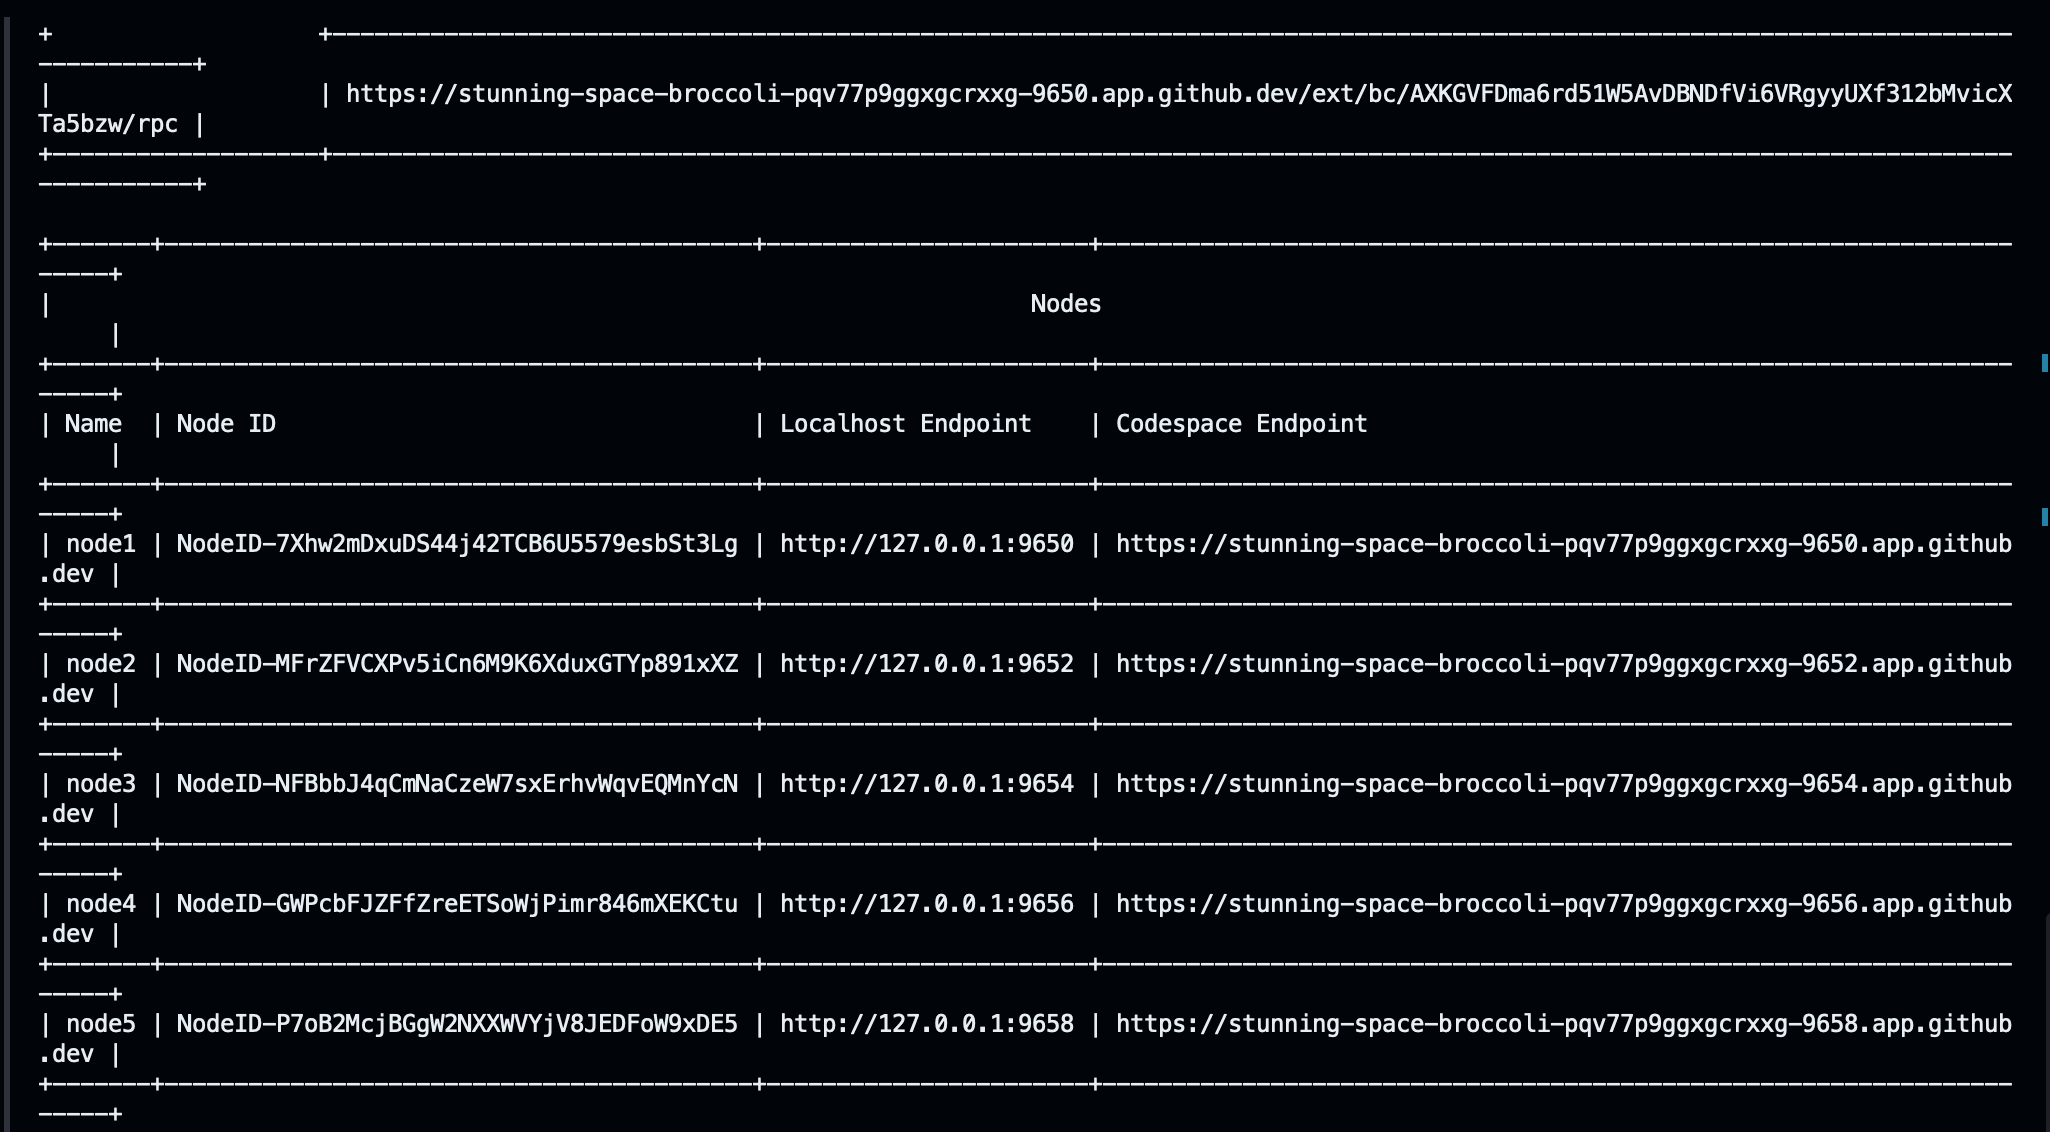 | | https://stunning-space-broccoli-pqv77p9ggxgcrxxg-9650.app.github.dev/ext/bc/AXKGVFDma6rd51W5AvDBNDfVi6VRgyyUXf312bMvicX
Ta5bzw/rpc |
| Nodes
|
| Name | Node ID | Localhost Endpoint | Codespace Endpoint
|
| node1 | NodeID-7Xhw2mDxuDS44j42TCB6U5579esbSt3Lg | http://127.0.0.1:9650 | https://stunning-space-broccoli-pqv77p9ggxgcrxxg-9650.app.github
.dev |
| node2 | NodeID-MFrZFVCXPv5iCn6M9K6XduxGTYp891xXZ | http://127.0.0.1:9652 | https://stunning-space-broccoli-pqv77p9ggxgcrxxg-9652.app.github
.dev |
| node3 | NodeID-NFBbbJ4qCmNaCzeW7sxErhvWqvEQMnYcN | http://127.0.0.1:9654 | https://stunning-space-broccoli-pqv77p9ggxgcrxxg-9654.app.github
.dev |
| node4 | NodeID-GWPcbFJZFfZreETSoWjPimr846mXEKCtu | http://127.0.0.1:9656 | https://stunning-space-broccoli-pqv77p9ggxgcrxxg-9656.app.github
.dev |
| node5 | NodeID-P7oB2McjBGgW2NXXWVYjV8JEDFoW9xDE5 | http://127.0.0.1:9658 | https://stunning-space-broccoli-pqv77p9ggxgcrxxg-9658.app.github
.dev |